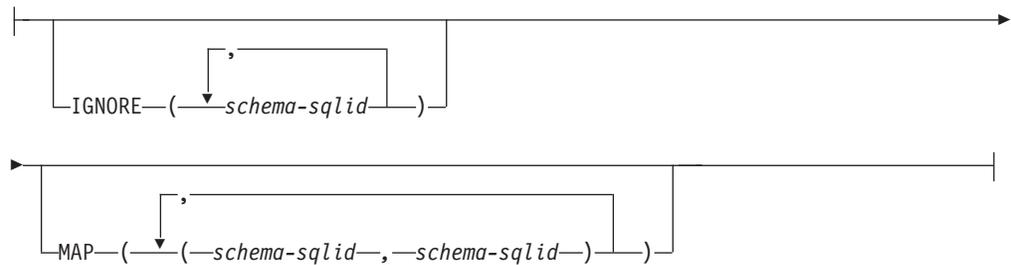 ,
IGNORE ( schema-sqlid )
,
MAP ( ( schema-sqlid , schema-sqlid ) )